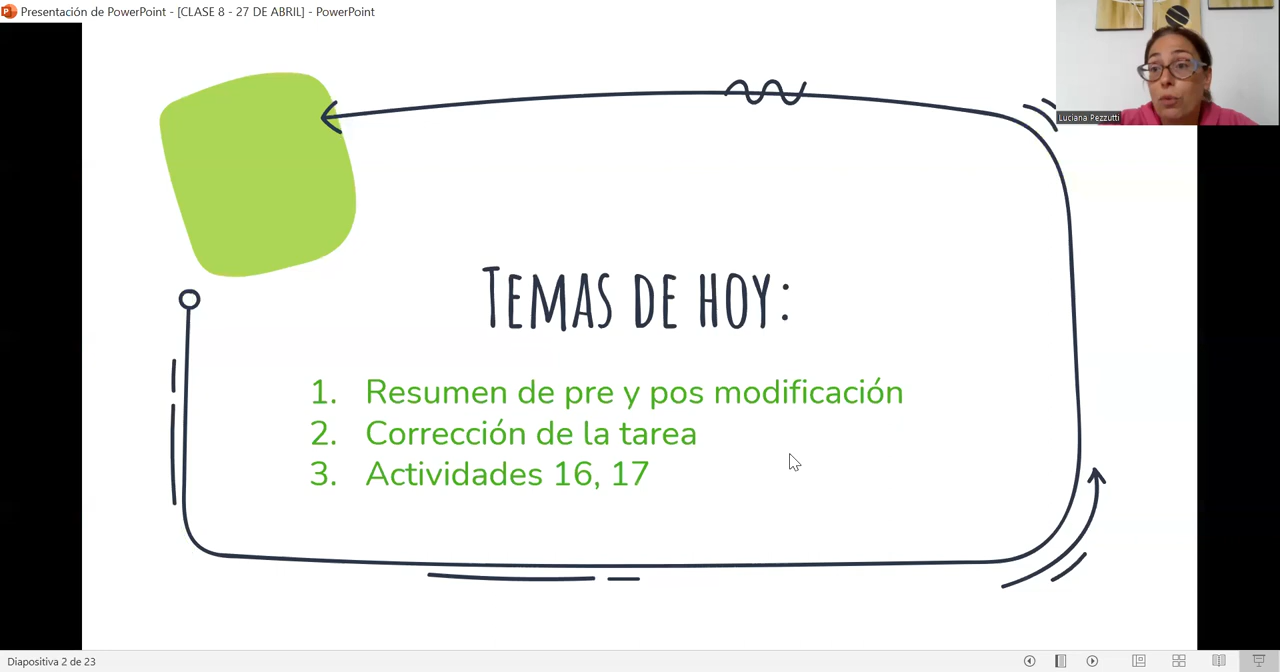 Presentación de PowerPoint - [CLASE 8 - 27 DE ABRIL] - PowerPoint
Luciana Pezzutti
TEMAS DE HOY:
1. Resumen de pre y pos modificación
2. Corrección de la tarea
3. Actividades 16, 17
Diapositiva 2 de 23